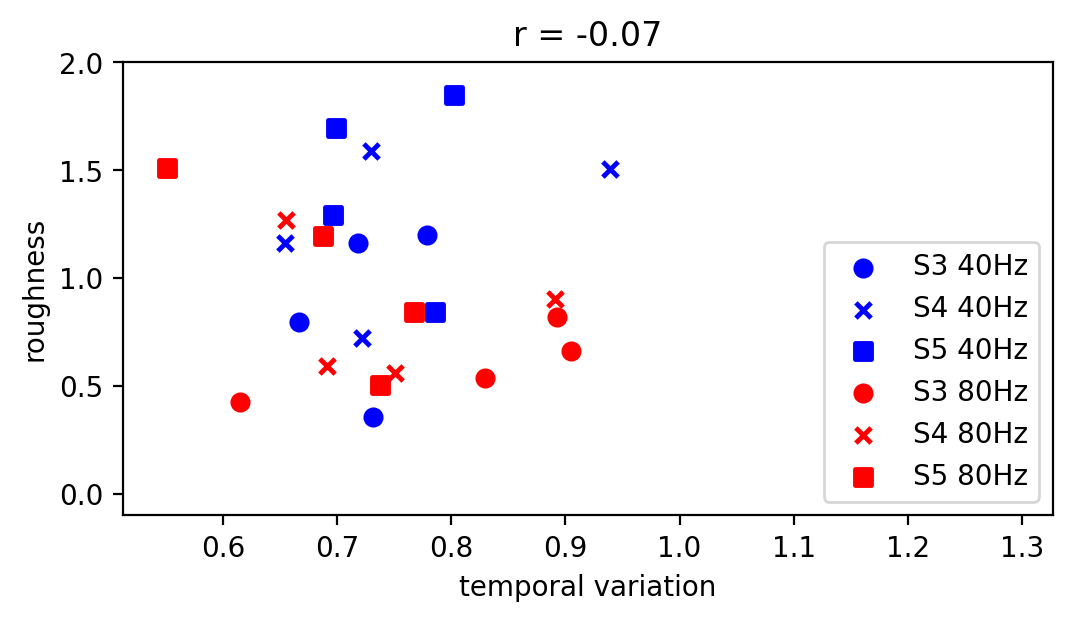 r = -0.07
roughness
2.0
1.5
1.0
0.5
0.0
S3 40Hz
S4 40Hz
S5 40Hz
S3 80Hz
S4 80Hz
S5 80Hz
0.6 0.7 0.8 0.9 1.0 1.1 1.2 1.3
temporal variation